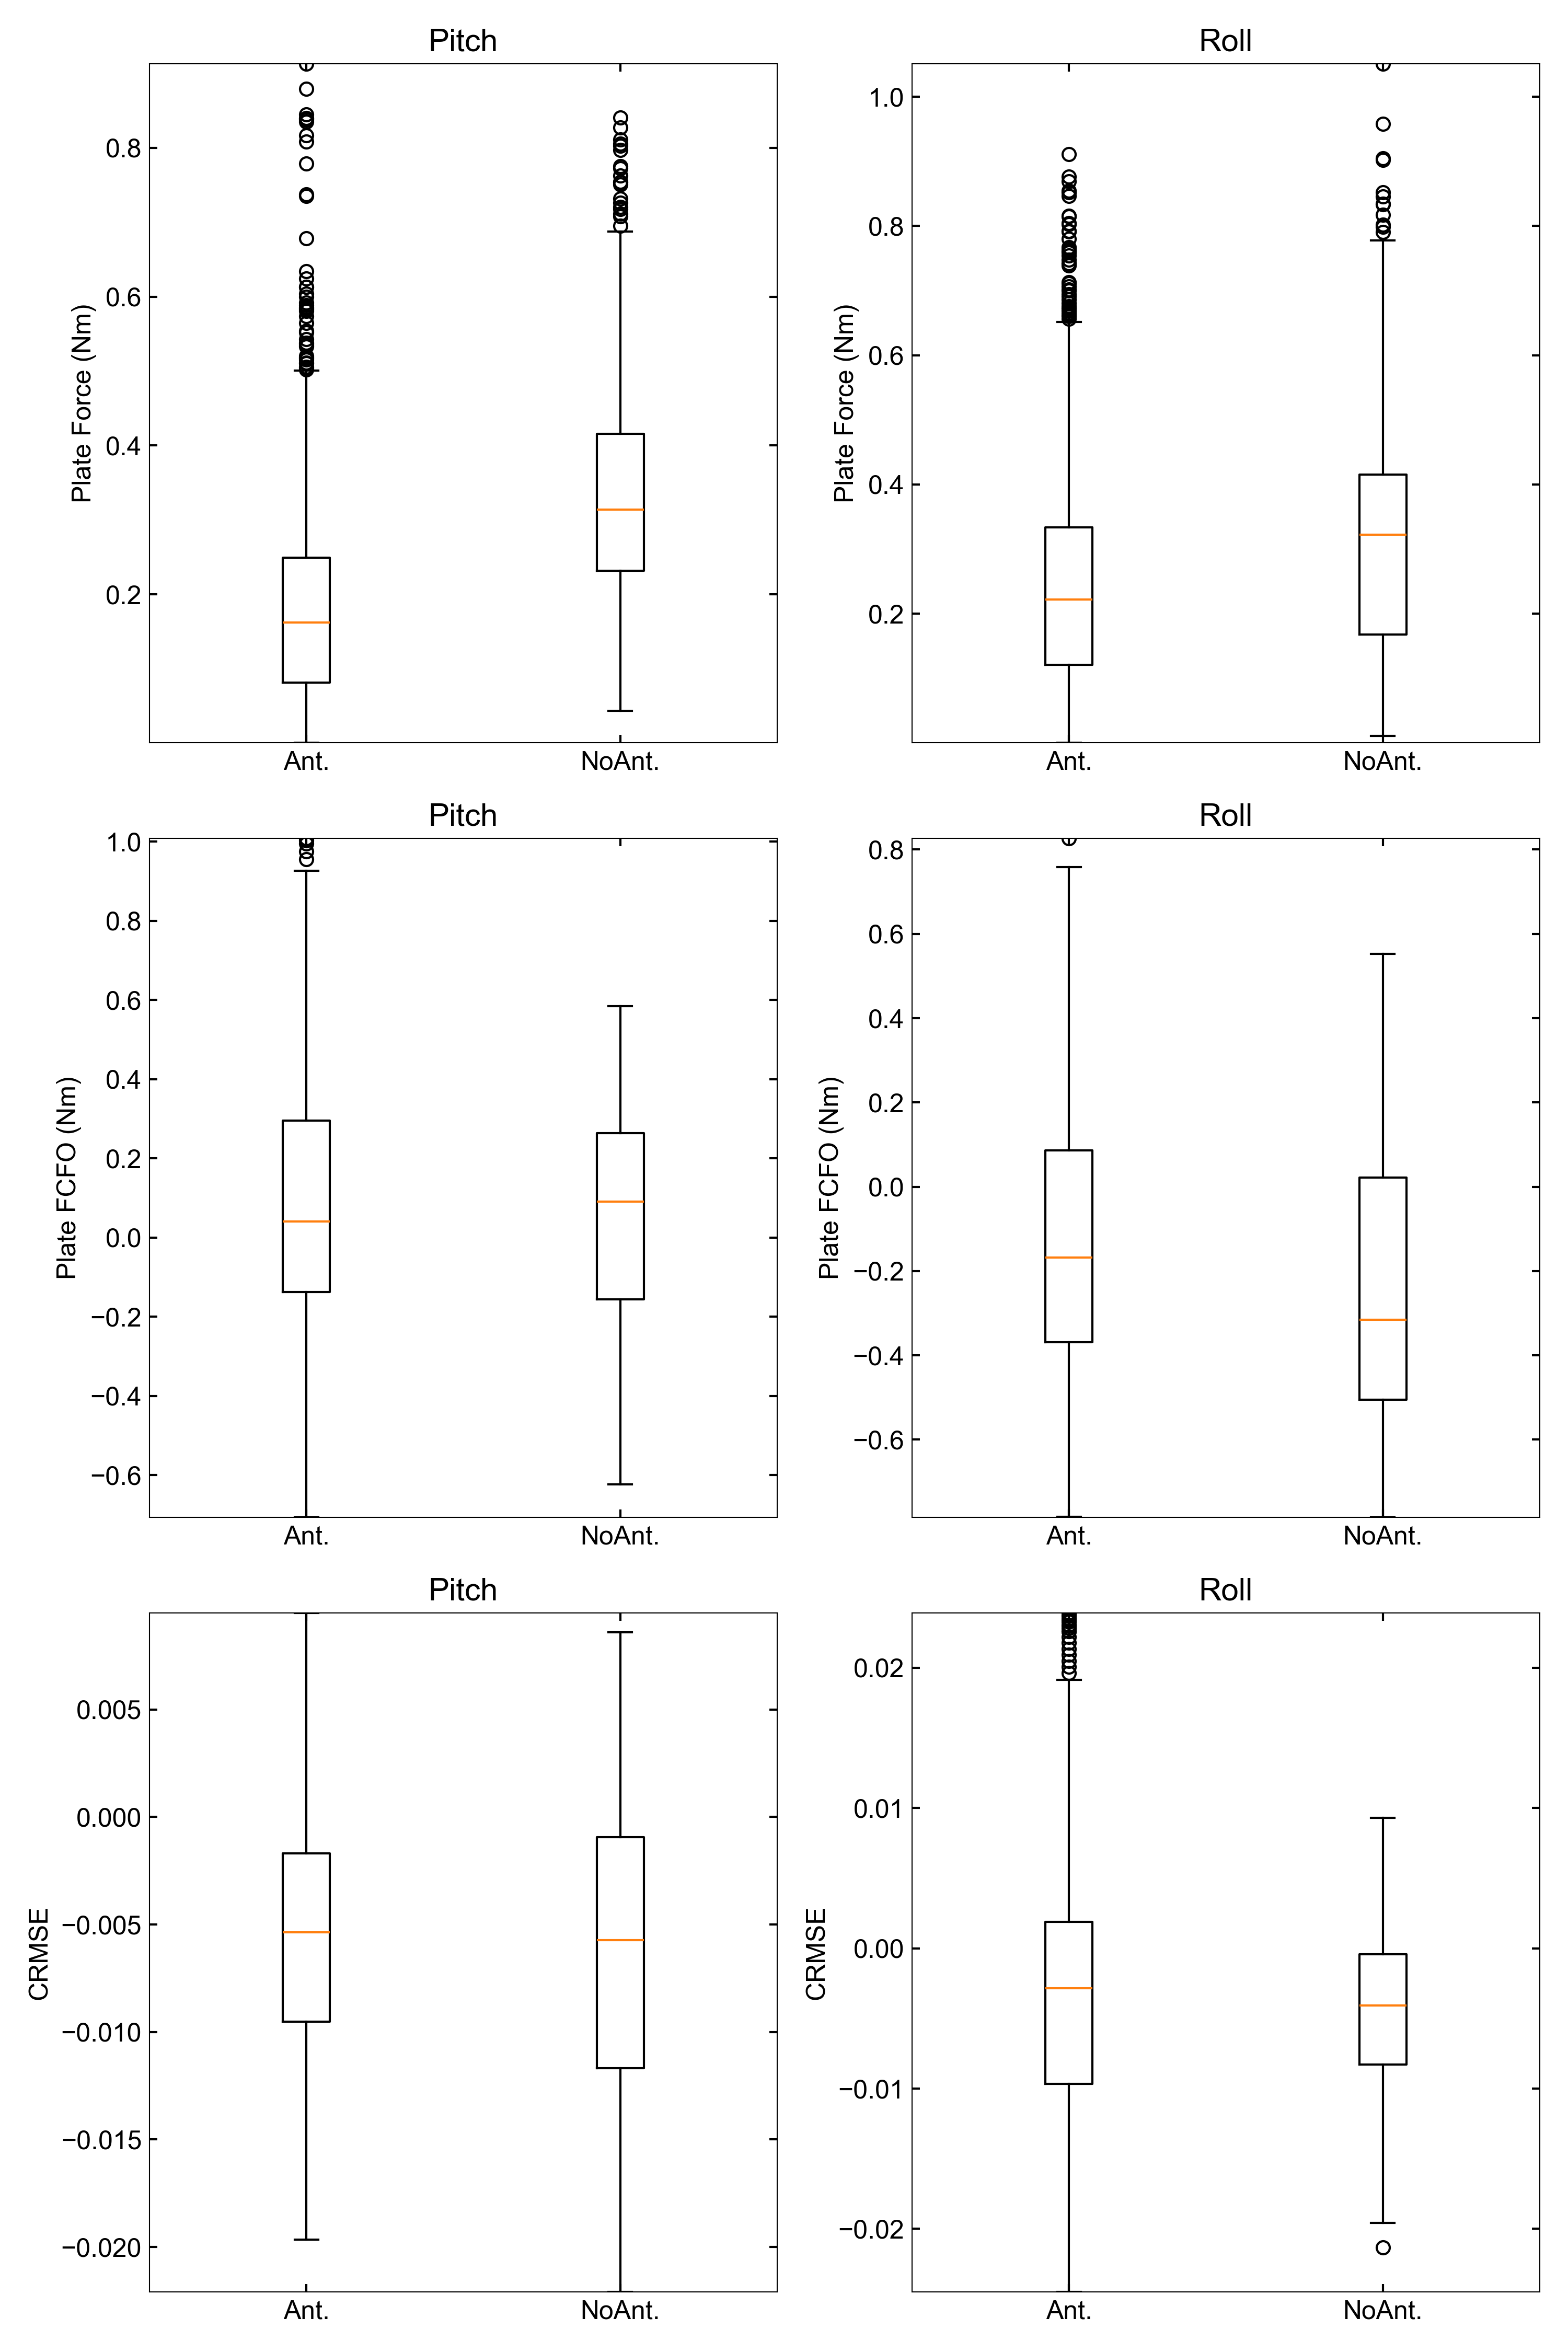 Pitch
Plate Force (Nm)
0.8
0.6
0.4
0.2
Ant. NoAnt.
Roll
Plate Force (Nm)
1.0
0.8
0.6
0.4
0.2
Ant. NoAnt.
Pitch
Plate FCFO (Nm)
1.0
0.8
0.6
0.4
0.2
0.0
−0.2
−0.4
−0.6
Ant. NoAnt.
Roll
Plate FCFO (Nm)
0.8
0.6
0.4
0.2
0.0
−0.2
−0.4
−0.6
Ant. NoAnt.
Pitch
CRMSE
0.005
0.000
−0.005
−0.010
−0.015
−0.020
Ant. NoAnt.
Roll
CRMSE
0.02
0.01
0.00
−0.01
−0.02
Ant. NoAnt.